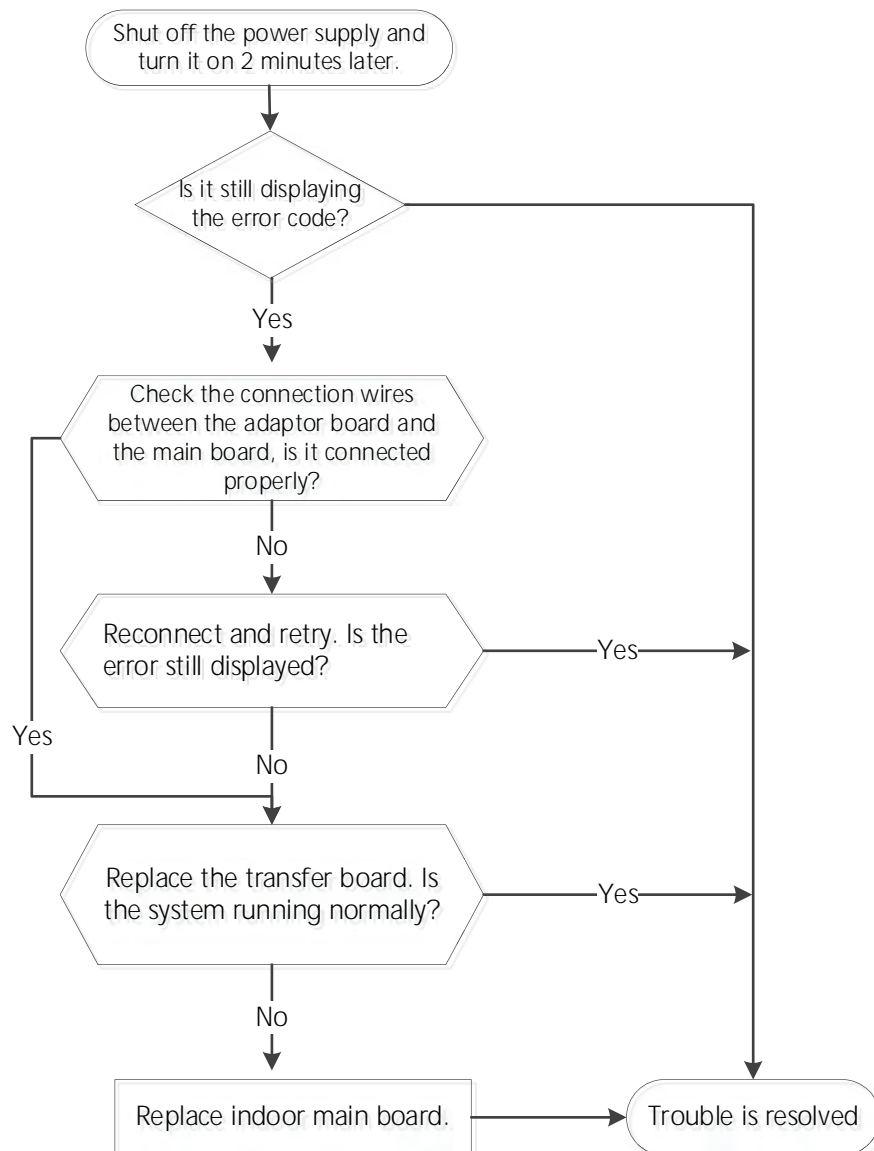 Shut off the power supply and
turn it on 2 minutes later.
Is it still displaying
the error code?
Yes
Check the connection wires
between the adaptor board and
the main board, is it connected
properly?
No
Reconnect and retry. Is the
error still displayed?
Yes
Yes
No
Replace the transfer board. Is
the system running normally?
Yes
No
Replace indoor main board.
Trouble is resolved